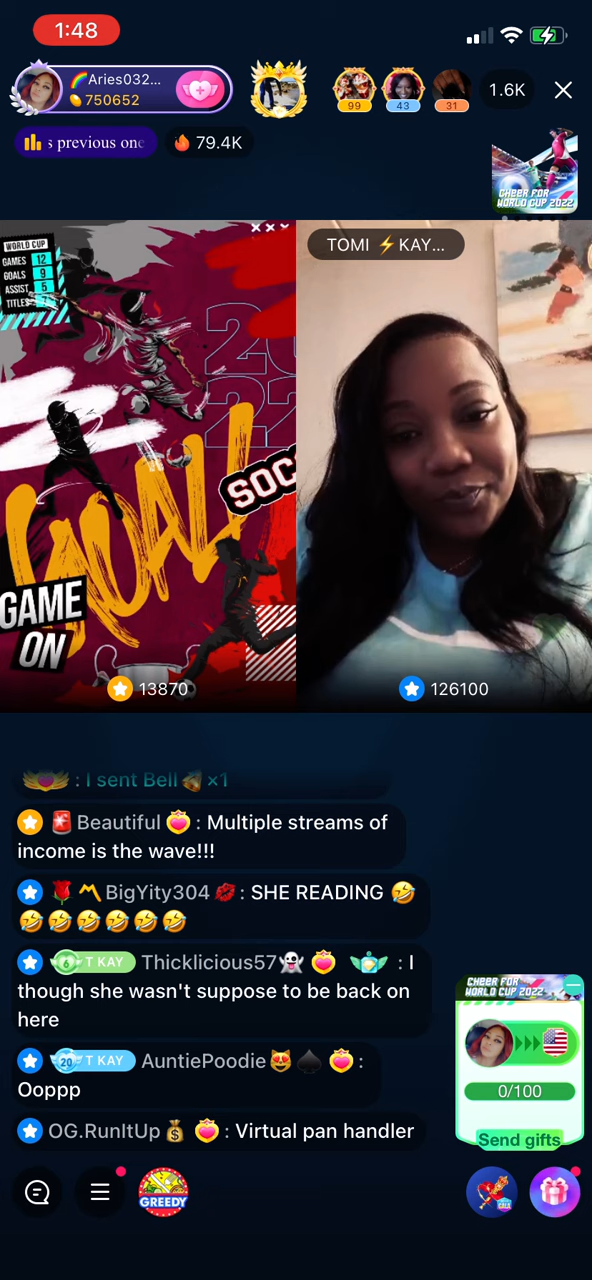 1:48
🌈Aries032...
750652
99
43
31
1.6K
s previous one
79.4K
CHEER FOR
WORLD CUP 2022
WORLD CUP
GAMES 12
GOALS 9
ASSIST 5
TITLES
TOMI ⚡KAY...
2022
GOAL!
SOC
GAME
ON
13870
126100
: I sent Bell ×1
Beautiful : Multiple streams of
income is the wave!!!
BigYity304💋: SHE READING 🤣
🤣🤣🤣🤣🤣🤣
6 T KAY Thicklicious57👻 : I
though she wasn't suppose to be back on
here
20 T KAY AuntiePoodie😻♠️ :
Ooppp
OG.RunItUp💰 : Virtual pan handler
CHEER FOR
WORLD CUP 2022
0/100
Send gifts
GREEDY